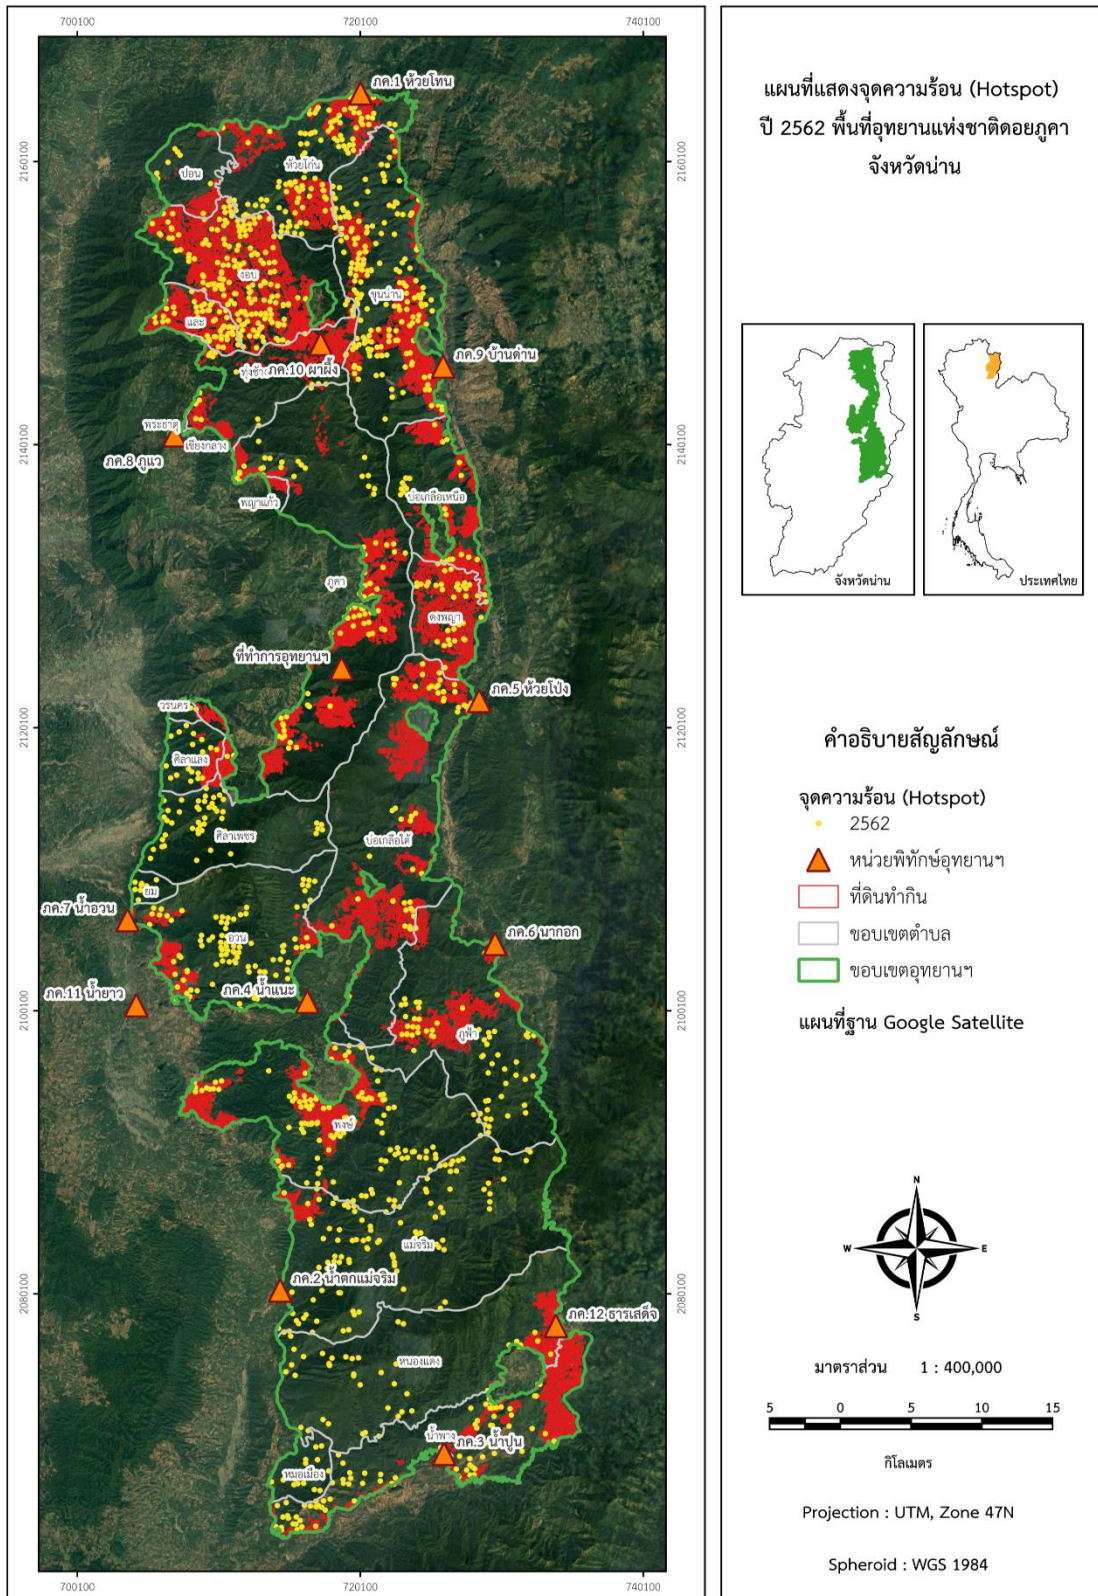 700100
720100
740100
2160100
2160100
2140100
2140100
2120100
2120100
2100100
2100100
2080100
2080100
700100
720100
740100
ภค.1 ห้วยโทน
ห้วยโก๋น
ปอน
งอบ
ขุนน่าน
และ
ทุ่งช้าง
ภค.10 ผาผึ้ง
ภค.9 บ้านด่าน
พระธาตุ
เชียงกลาง
ภค.8 ภูแว
พญาแก้ว
บ่อเกลือเหนือ
ภูคา
ดงพญา
ที่ทำการอุทยานฯ
ภค.5 ห้วยโป่ง
วรนคร
ศิลาแลง
ศิลาเพชร
บ่อเกลือใต้
ยม
ภค.7 น้ำอวน
อวน
ภค.6 นากอก
ภค.11 น้ำยาว
ภค.4 น้ำแนะ
ภูฟ้า
พงษ์
แม่จริม
ภค.2 น้ำตกแม่จริม
ภค.12 ธารเสด็จ
หนองแดง
น้ำพาง
ภค.3 น้ำปูน
หมอเมือง
แผนที่แสดงจุดความร้อน (Hotspot)
ปี 2562 พื้นที่อุทยานแห่งชาติดอยภูคา
จังหวัดน่าน
จังหวัดน่าน
ประเทศไทย
คำอธิบายสัญลักษณ์
จุดความร้อน (Hotspot)
2562
หน่วยพิทักษ์อุทยานฯ
ที่ดินทำกิน
ขอบเขตตำบล
ขอบเขตอุทยานฯ
แผนที่ฐาน Google Satellite
N
W
E
S
มาตราส่วน 1 : 400,000
5 0 5 10 15
กิโลเมตร
Projection : UTM, Zone 47N
Spheroid : WGS 1984